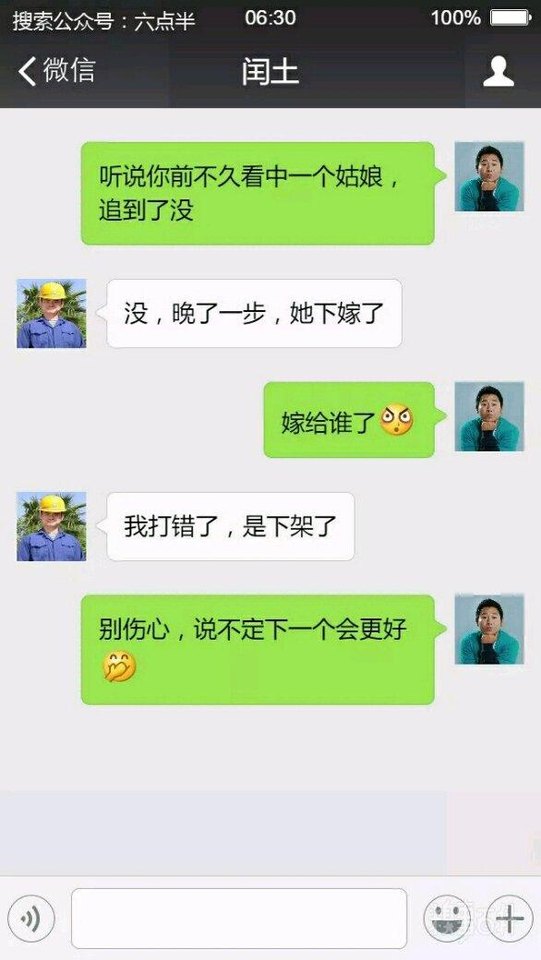 搜索公众号：六点半 06:30 100%
微信 闰土
听说你前不久看中一个姑娘，
追到了没
没，晚了一步，她下嫁了
嫁给谁了
我打错了，是下架了
别伤心，说不定下一个会更好